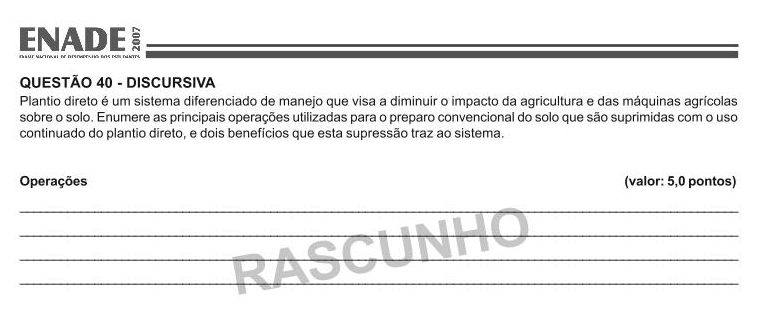 ENADE 2007
EXAME NACIONAL DE DESEMPENHO DOS ESTUDANTES
QUESTÃO 40 - DISCURSIVA
Plantio direto é um sistema diferenciado de manejo que visa a diminuir o impacto da agricultura e das máquinas agrícolas
sobre o solo. Enumere as principais operações utilizadas para o preparo convencional do solo que são suprimidas com o uso
continuado do plantio direto, e dois benefícios que esta supressão traz ao sistema.
Operações (valor: 5,0 pontos)
RASCUNHO